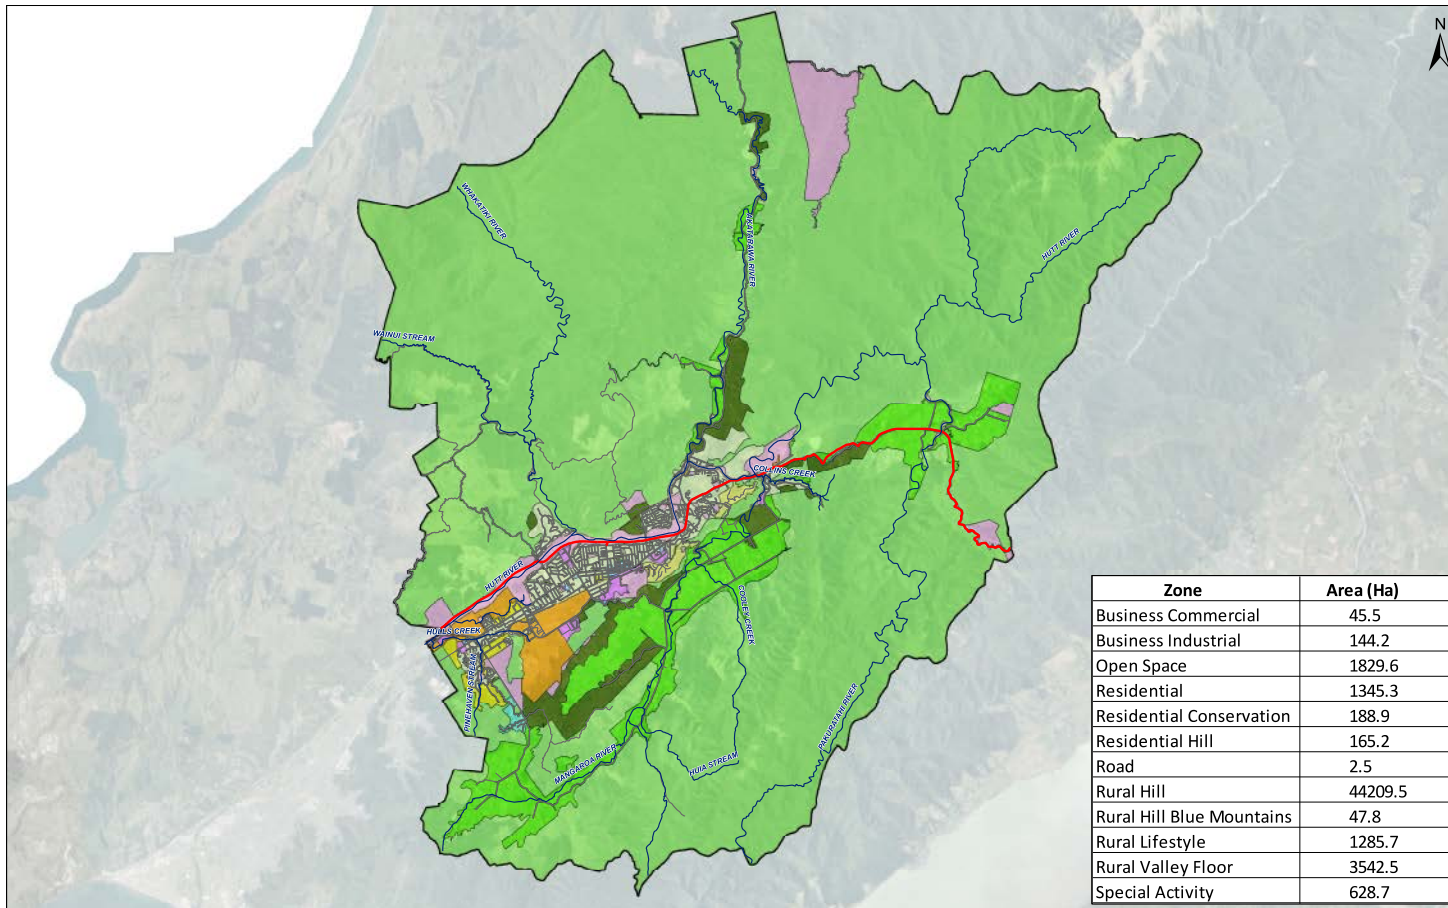 N
WHAKATIKI RIVER
AKATARAWA RIVER
HUTT RIVER
WAINUI STREAM
COLLINS CREEK
HUTT RIVER
COOLEY CREEK
HULLS CREEK
PINEHAVEN STREAM
PAKURATAHI RIVER
MANGAROA RIVER
HUIA STREAM
Zone Area (Ha)
Business Commercial 45.5
Business Industrial 144.2
Open Space 1829.6
Residential 1345.3
Residential Conservation 188.9
Residential Hill 165.2
Road 2.5
Rural Hill 44209.5
Rural Hill Blue Mountains 47.8
Rural Lifestyle 1285.7
Rural Valley Floor 3542.5
Special Activity 628.7